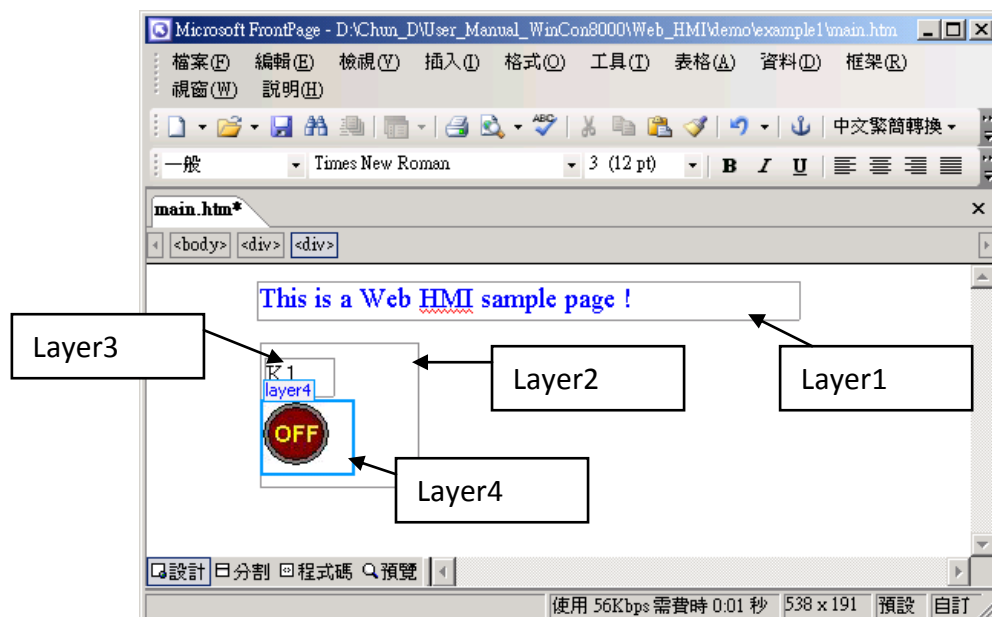 Microsoft FrontPage - D:\Chun_D\User_Manual_WinCon8000\Web_HMI\demo\example1\main.htm
檔案(F) 編輯(E) 檢視(V) 插入(I) 格式(O) 工具(T) 表格(A) 資料(D) 框架(R)
視窗(W) 說明(H)
ABC 中文繁簡轉換
一般 Times New Roman 3 (12 pt) B I U
main.htm*
<body> <div> <div>
This is a Web HMI sample page !
Layer3
Layer2
Layer1
K1
layer4
OFF
Layer4
設計 分割 程式碼 預覽
使用 56Kbps 需費時 0:01 秒 538 x 191 預設 自訂